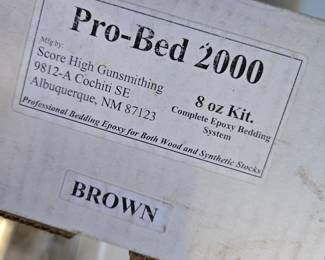 Pro-Bed 2000
Mfg by:
Score High Gunsmithing
9812-A Cochiti SE
Albuquerque, NM 87123
8 oz Kit.
Complete Epoxy Bedding
System
Professional Bedding Epoxy for Both Wood and Synthetic Stocks
BROWN